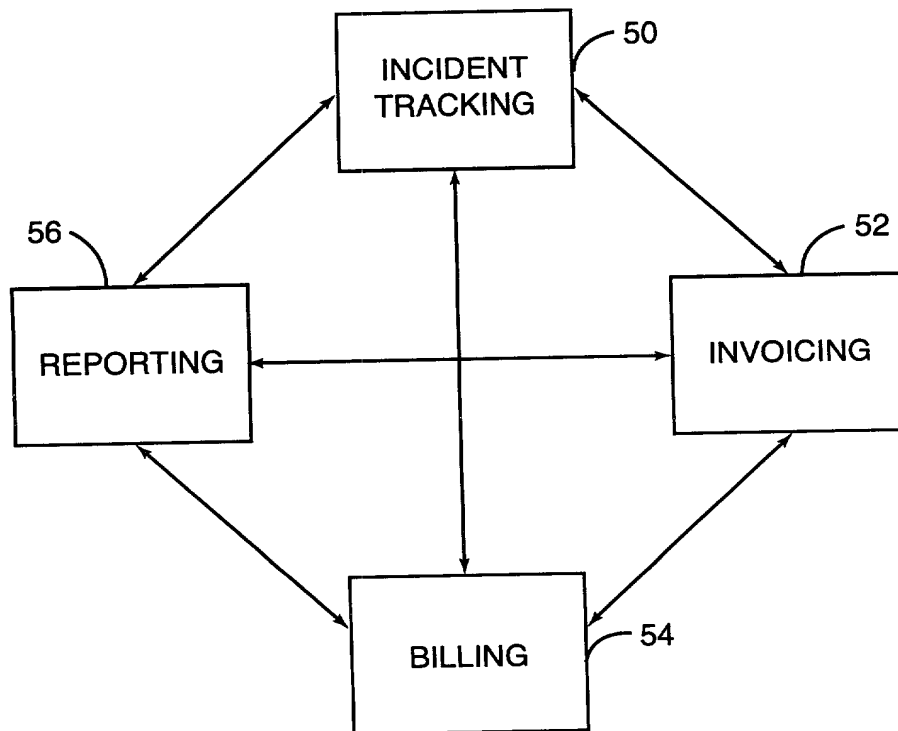 50
INCIDENT
TRACKING
56
52
REPORTING
INVOICING
54
BILLING